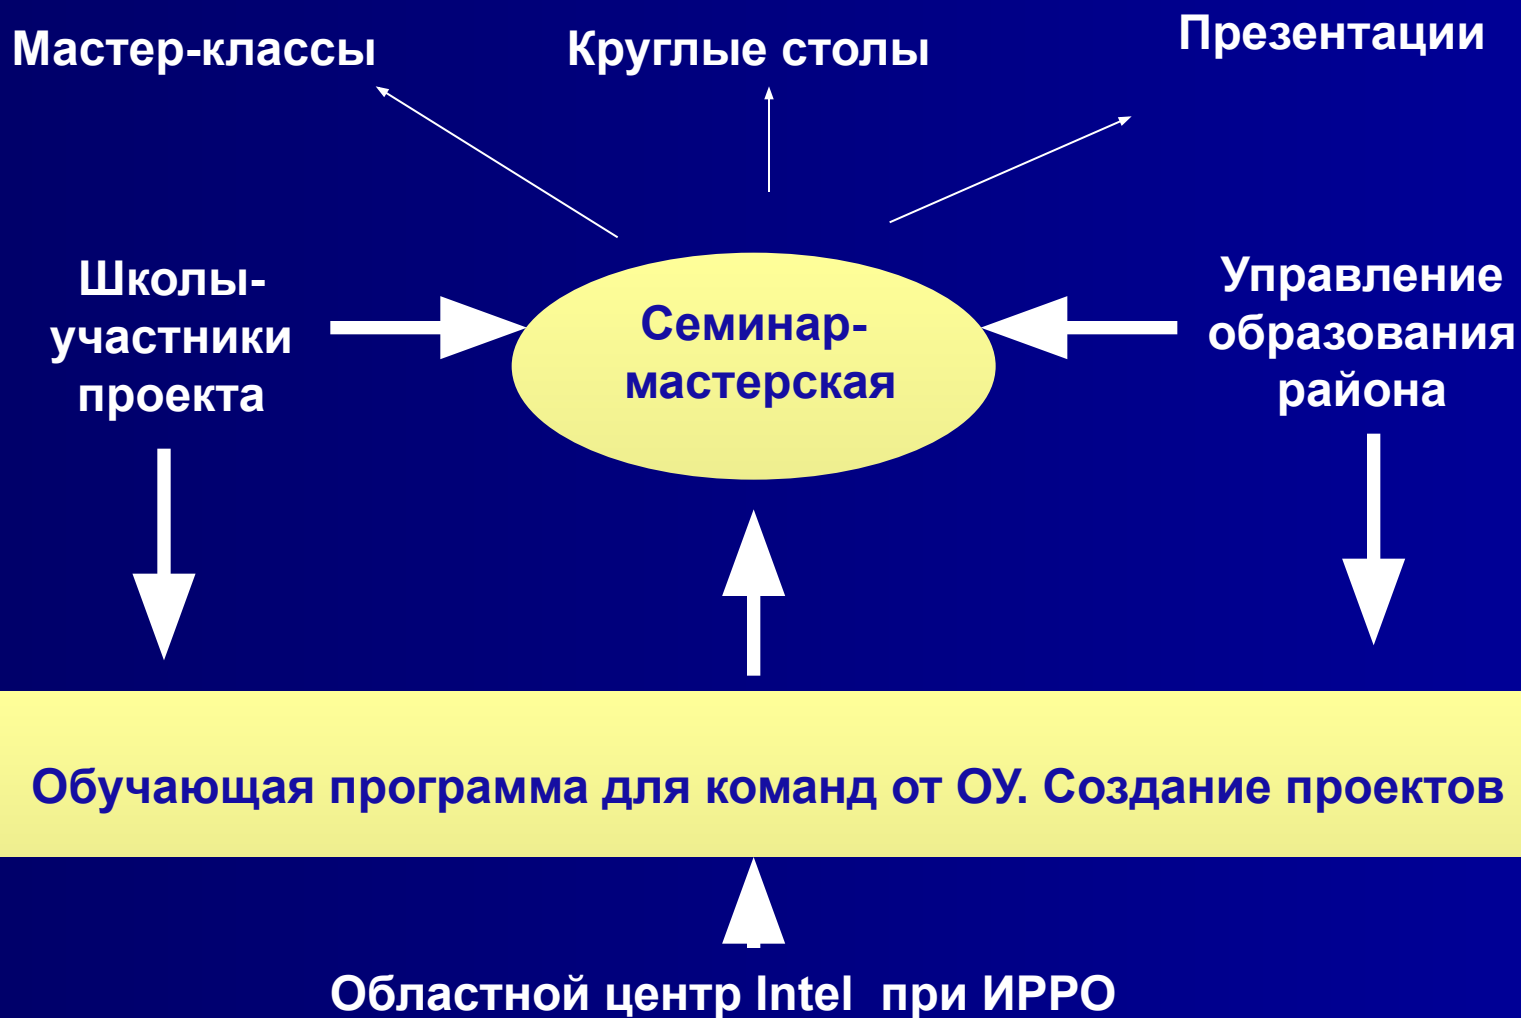 Мастер-классы
Круглые столы
Презентации
Школы-
участники
проекта
Семинар-
мастерская
Управление
образования
района
Обучающая программа для команд от ОУ. Создание проектов
Областной центр Intel  при ИРРО